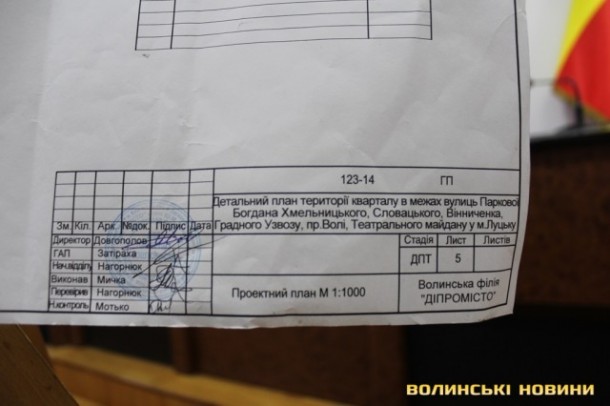 123-14 ГП
Детальний план території кварталу в межах вулиць Паркової
Богдана Хмельницького, Словацького, Вінниченка,
Градного Узвозу, пр.Волі, Театрального майдану у м.Луцьку
Зм. Кіл. Арк. №док. Підпис Дата
Директор Довгополов
ГАП Затіраха
Нач.відділу Нагорнюк
Виконав Мичка
Перевірив Нагорнюк
Н.контроль Мотько
Стадія Лист Листів
ДПТ 5
Проектний план М 1:1000
Волинська філія
"ДІПРОМІСТО"
ВОЛИНСЬКІ НОВИНИ